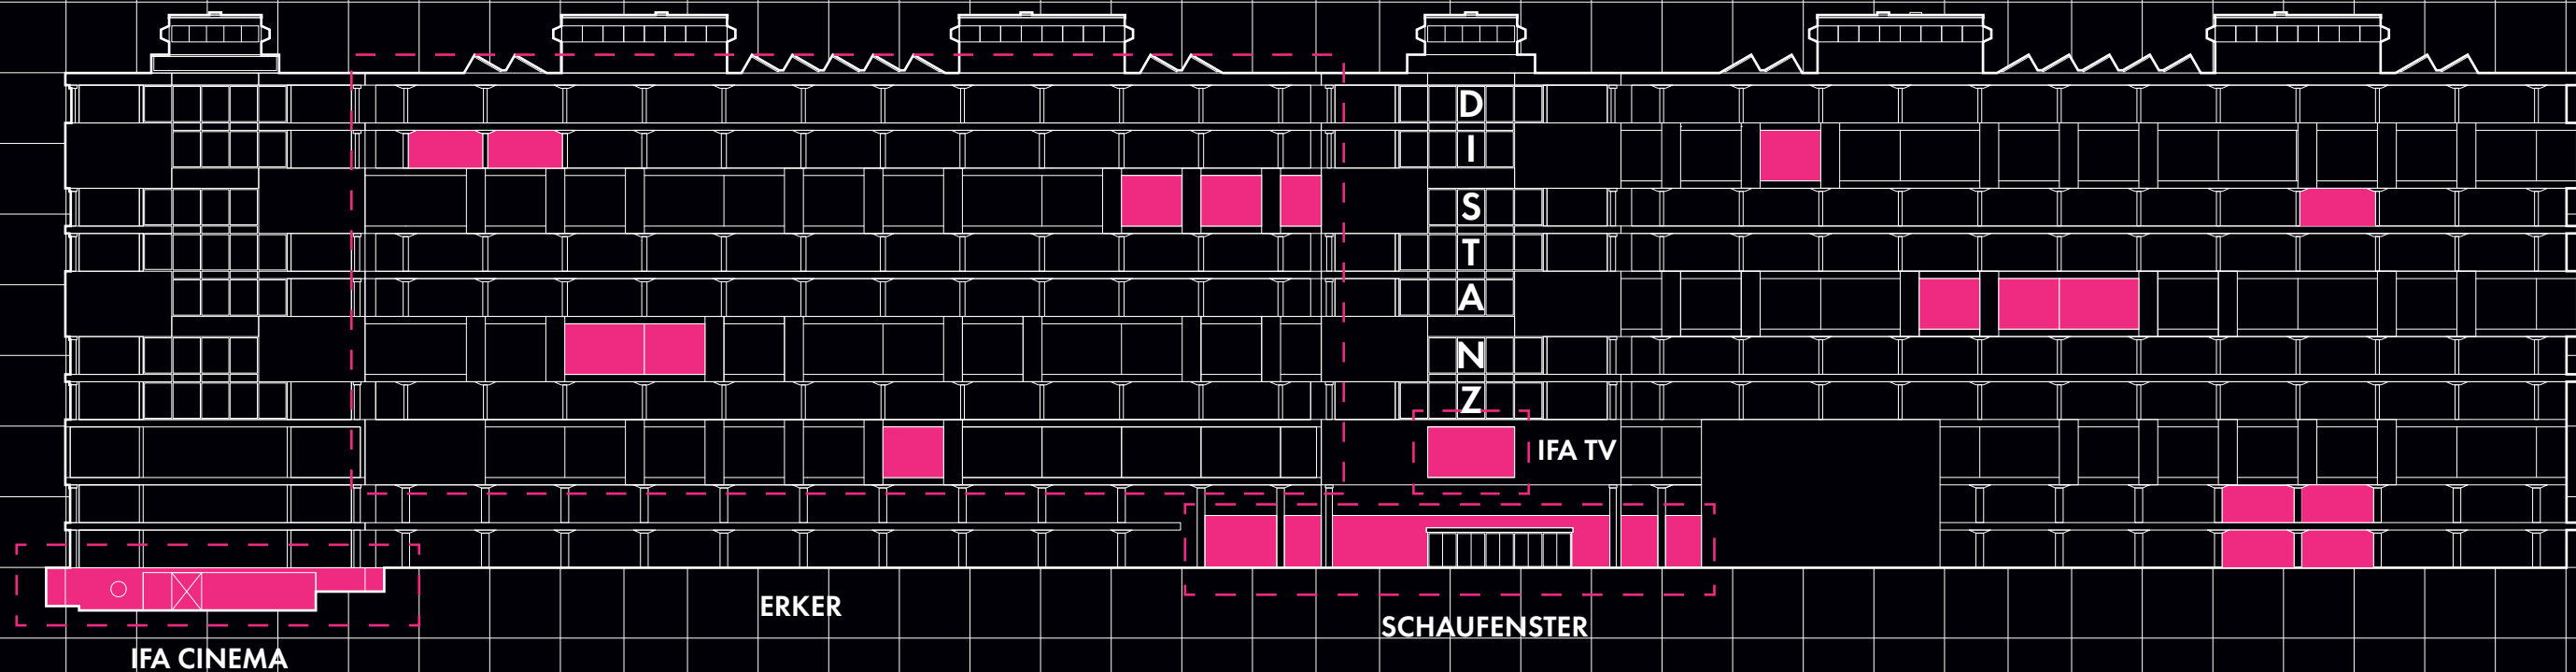 D
I
S
T
A
N
Z
IFA TV
ERKER
SCHAUFENSTER
IFA CINEMA